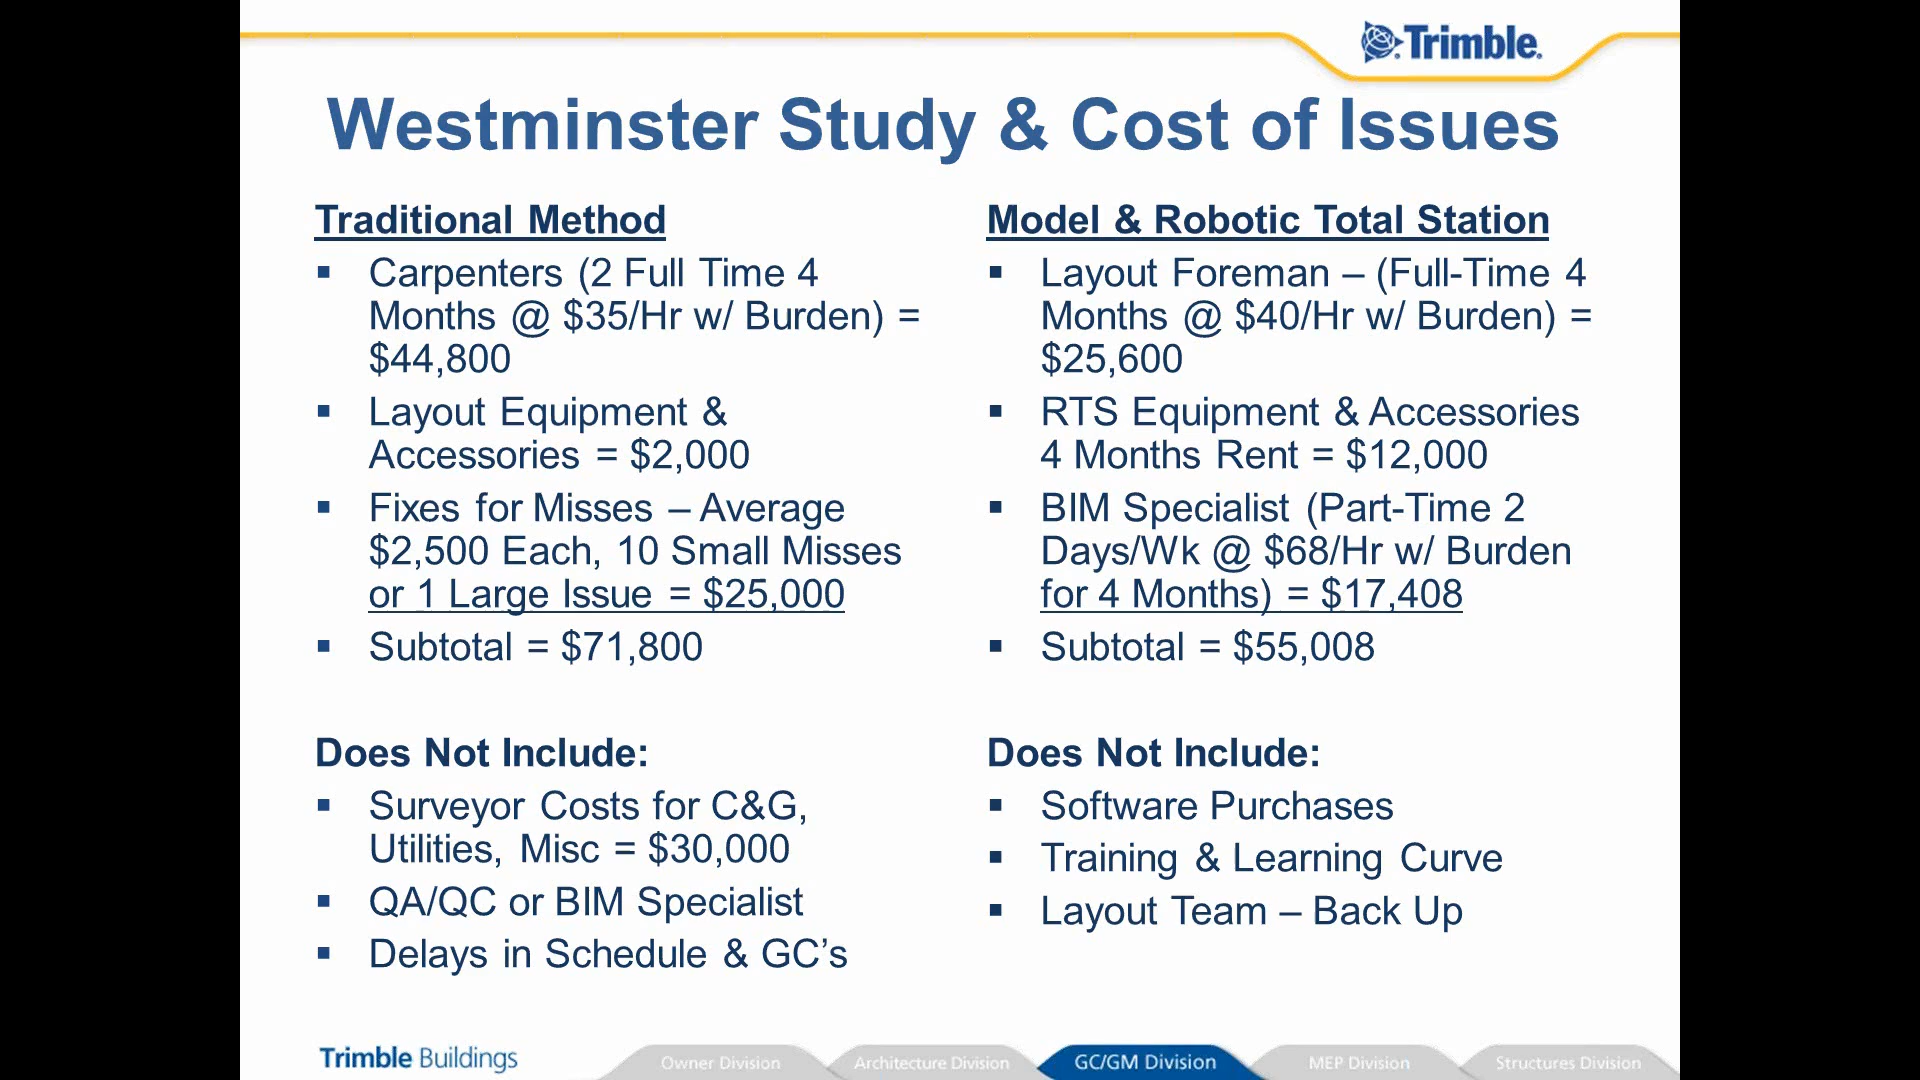 Trimble.
Westminster Study & Cost of Issues
Traditional Method
▪ Carpenters (2 Full Time 4
Months @ $35/Hr w/ Burden) =
$44,800
▪ Layout Equipment &
Accessories = $2,000
▪ Fixes for Misses – Average
$2,500 Each, 10 Small Misses
or 1 Large Issue = $25,000
▪ Subtotal = $71,800
Does Not Include:
▪ Surveyor Costs for C&G,
Utilities, Misc = $30,000
▪ QA/QC or BIM Specialist
▪ Delays in Schedule & GC’s
Model & Robotic Total Station
▪ Layout Foreman – (Full-Time 4
Months @ $40/Hr w/ Burden) =
$25,600
▪ RTS Equipment & Accessories
4 Months Rent = $12,000
▪ BIM Specialist (Part-Time 2
Days/Wk @ $68/Hr w/ Burden
for 4 Months) = $17,408
▪ Subtotal = $55,008
Does Not Include:
▪ Software Purchases
▪ Training & Learning Curve
▪ Layout Team – Back Up
Trimble Buildings
Owner Division
Architecture Division
GC/GM Division
MEP Division
Structures Division